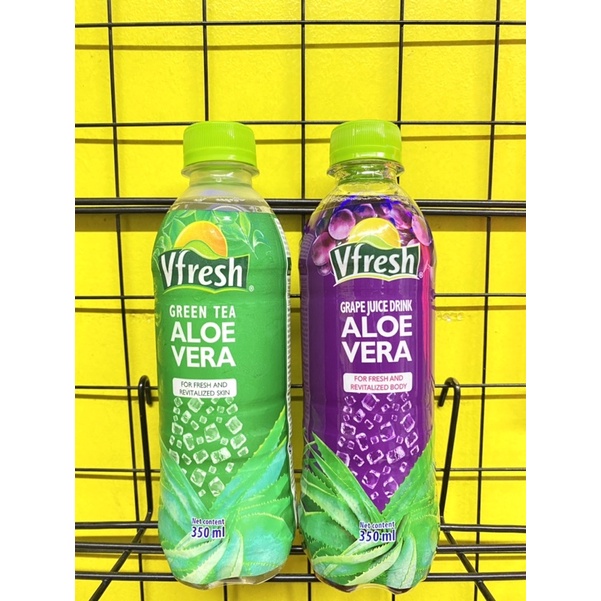 Vfresh®
GREEN TEA
ALOE
VERA
FOR FRESH AND
REVITALIZED SKIN
Net content
350 ml
Vfresh®
GRAPE JUICE DRINK
ALOE
VERA
FOR FRESH AND
REVITALIZED BODY
Net content
350 ml